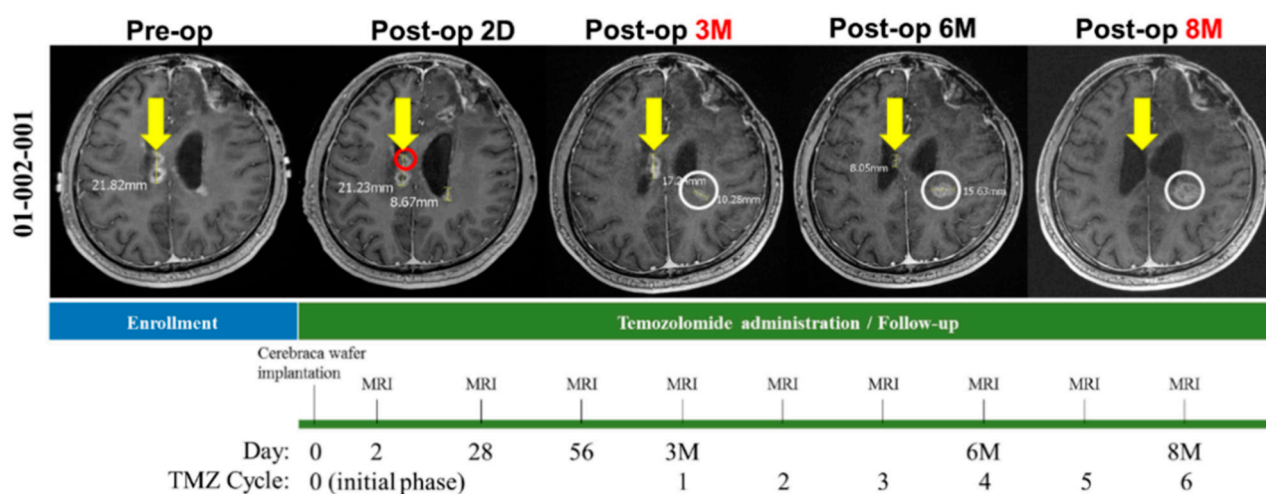 Pre-op Post-op 2D Post-op 3M Post-op 6M Post-op 8M
01-002-001
21.82mm
21.23mm
8.67mm
17.24mm
10.28mm
8.05mm
15.63mm
Enrollment Temozolomide administration / Follow-up
Cerebraca wafer
implantation
MRI MRI MRI MRI MRI MRI MRI MRI MRI
Day: 0 2 28 56 3M 6M 8M
TMZ Cycle: 0 (initial phase) 1 2 3 4 5 6